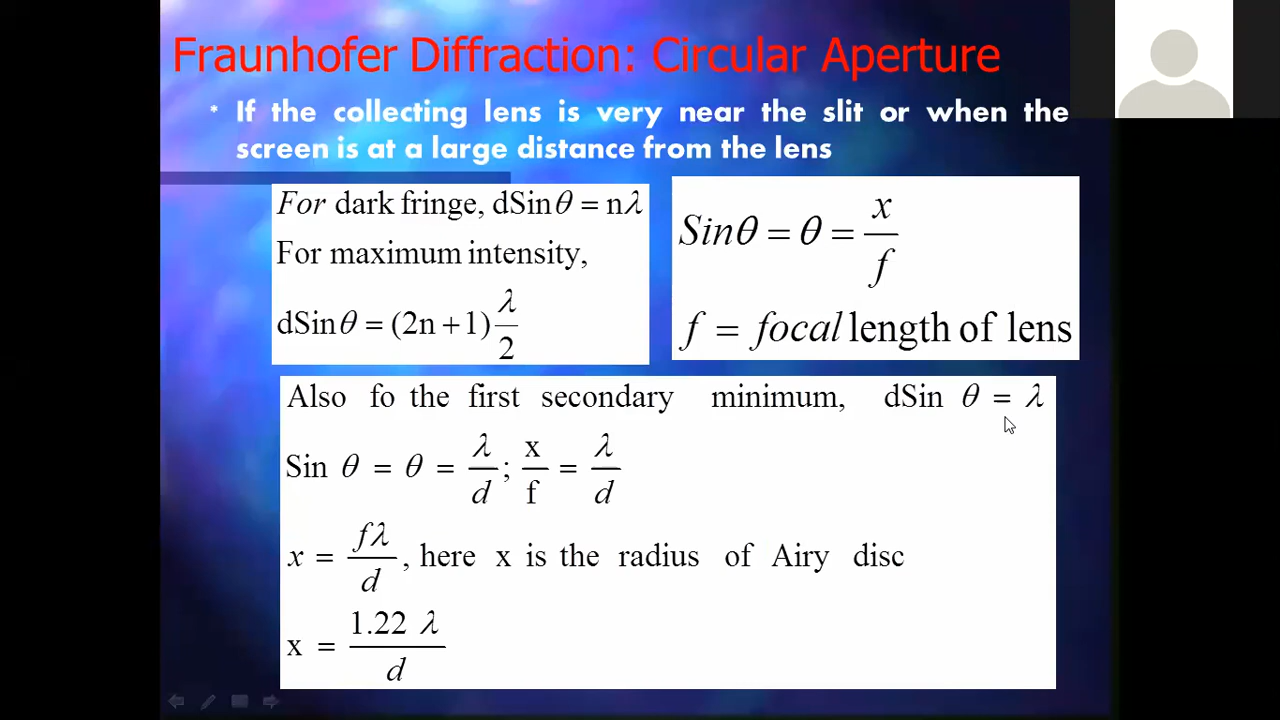 Fraunhofer Diffraction: Circular Aperture
* If the collecting lens is very near the slit or when the
screen is at a large distance from the lens
For dark fringe, dSinθ = nλ
For maximum intensity,
dSinθ = (2n + 1) λ/2
Sinθ = θ = x/f
f = focal length of lens
Also fo the first secondary minimum, dSin θ = λ
Sin θ = θ = λ/d ; x/f = λ/d
x = fλ/d , here x is the radius of Airy disc
x = 1.22 λ/d